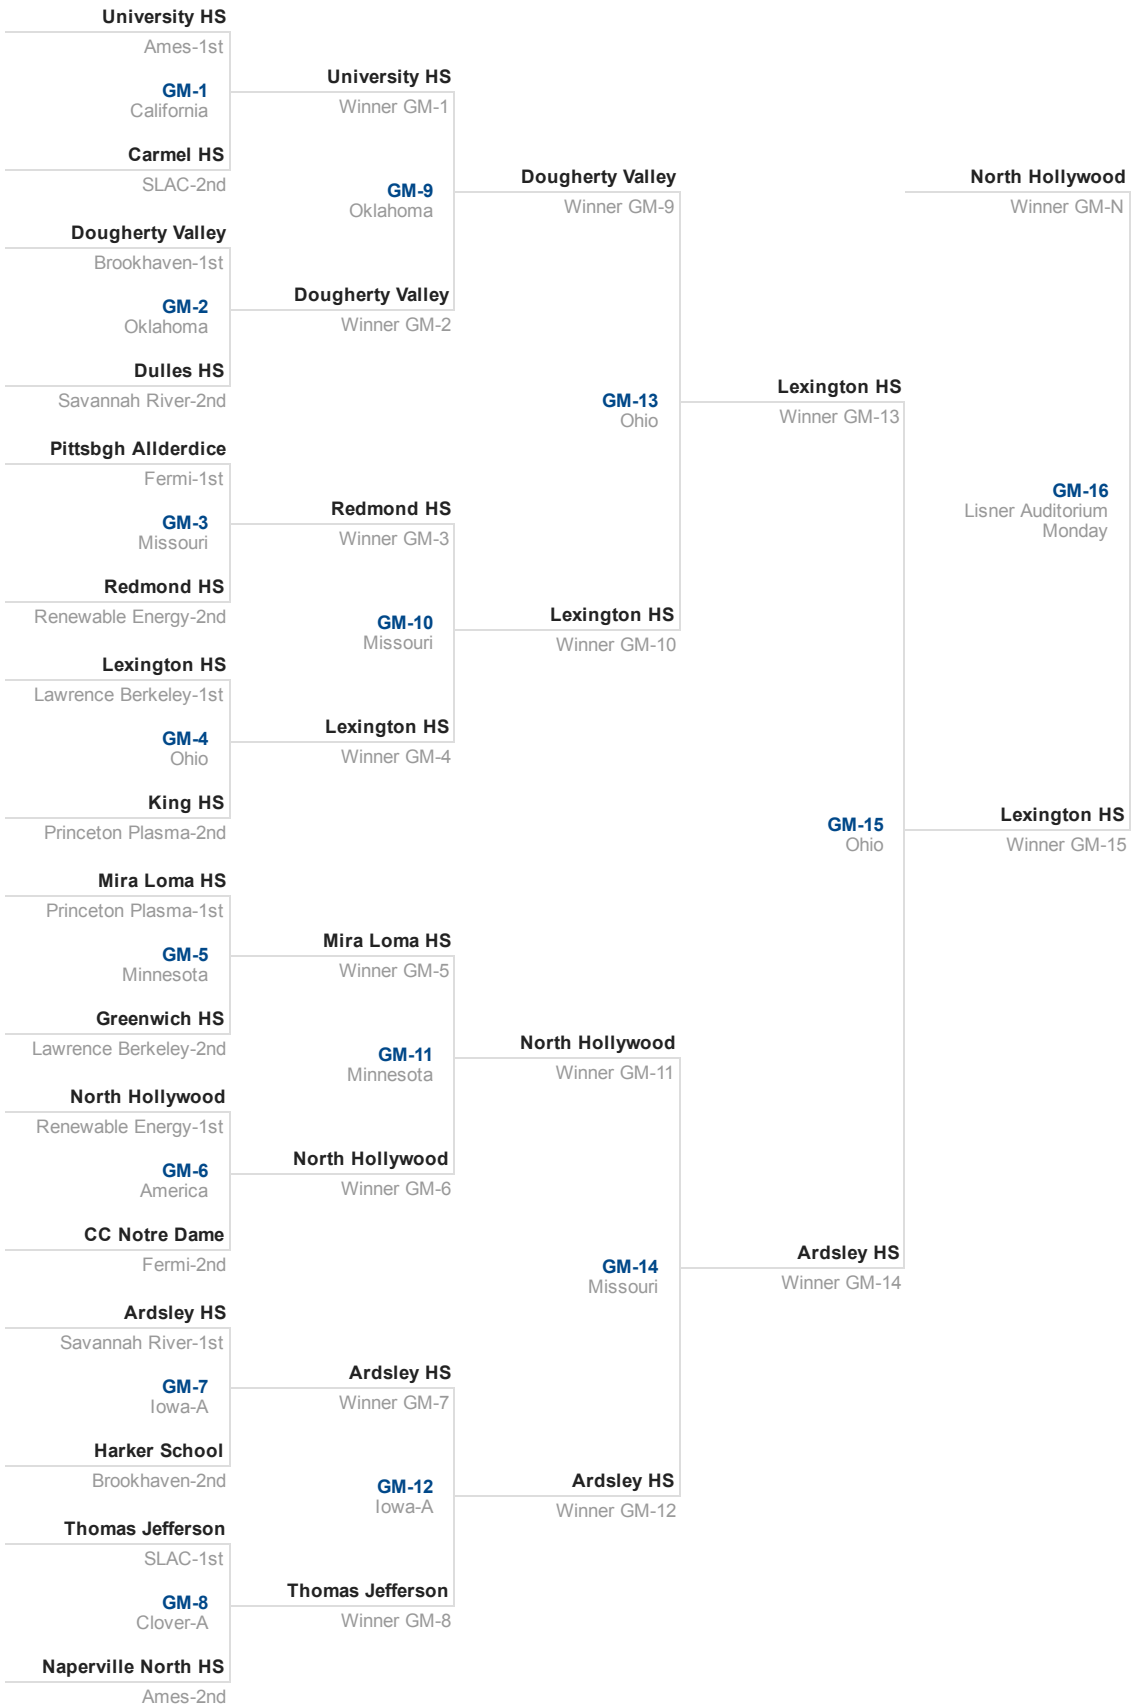 University HS
Ames-1st
GM-1
California
Carmel HS
SLAC-2nd
Dougherty Valley
Brookhaven-1st
GM-2
Oklahoma
Dulles HS
Savannah River-2nd
Pittsbgh Allderdice
Fermi-1st
GM-3
Missouri
Redmond HS
Renewable Energy-2nd
Lexington HS
Lawrence Berkeley-1st
GM-4
Ohio
King HS
Princeton Plasma-2nd
Mira Loma HS
Princeton Plasma-1st
GM-5
Minnesota
Greenwich HS
Lawrence Berkeley-2nd
North Hollywood
Renewable Energy-1st
GM-6
America
CC Notre Dame
Fermi-2nd
Ardsley HS
Savannah River-1st
GM-7
Iowa-A
Harker School
Brookhaven-2nd
Thomas Jefferson
SLAC-1st
GM-8
Clover-A
Naperville North HS
Ames-2nd
University HS
Winner GM-1
GM-9
Oklahoma
Dougherty Valley
Winner GM-2
Redmond HS
Winner GM-3
GM-10
Missouri
Lexington HS
Winner GM-4
Mira Loma HS
Winner GM-5
GM-11
Minnesota
North Hollywood
Winner GM-6
Ardsley HS
Winner GM-7
GM-12
Iowa-A
Thomas Jefferson
Winner GM-8
Dougherty Valley
Winner GM-9
GM-13
Ohio
Lexington HS
Winner GM-10
North Hollywood
Winner GM-11
GM-14
Missouri
Ardsley HS
Winner GM-12
Lexington HS
Winner GM-13
GM-15
Ohio
Ardsley HS
Winner GM-14
North Hollywood
Winner GM-N
GM-16
Lisner Auditorium
Monday
Lexington HS
Winner GM-15